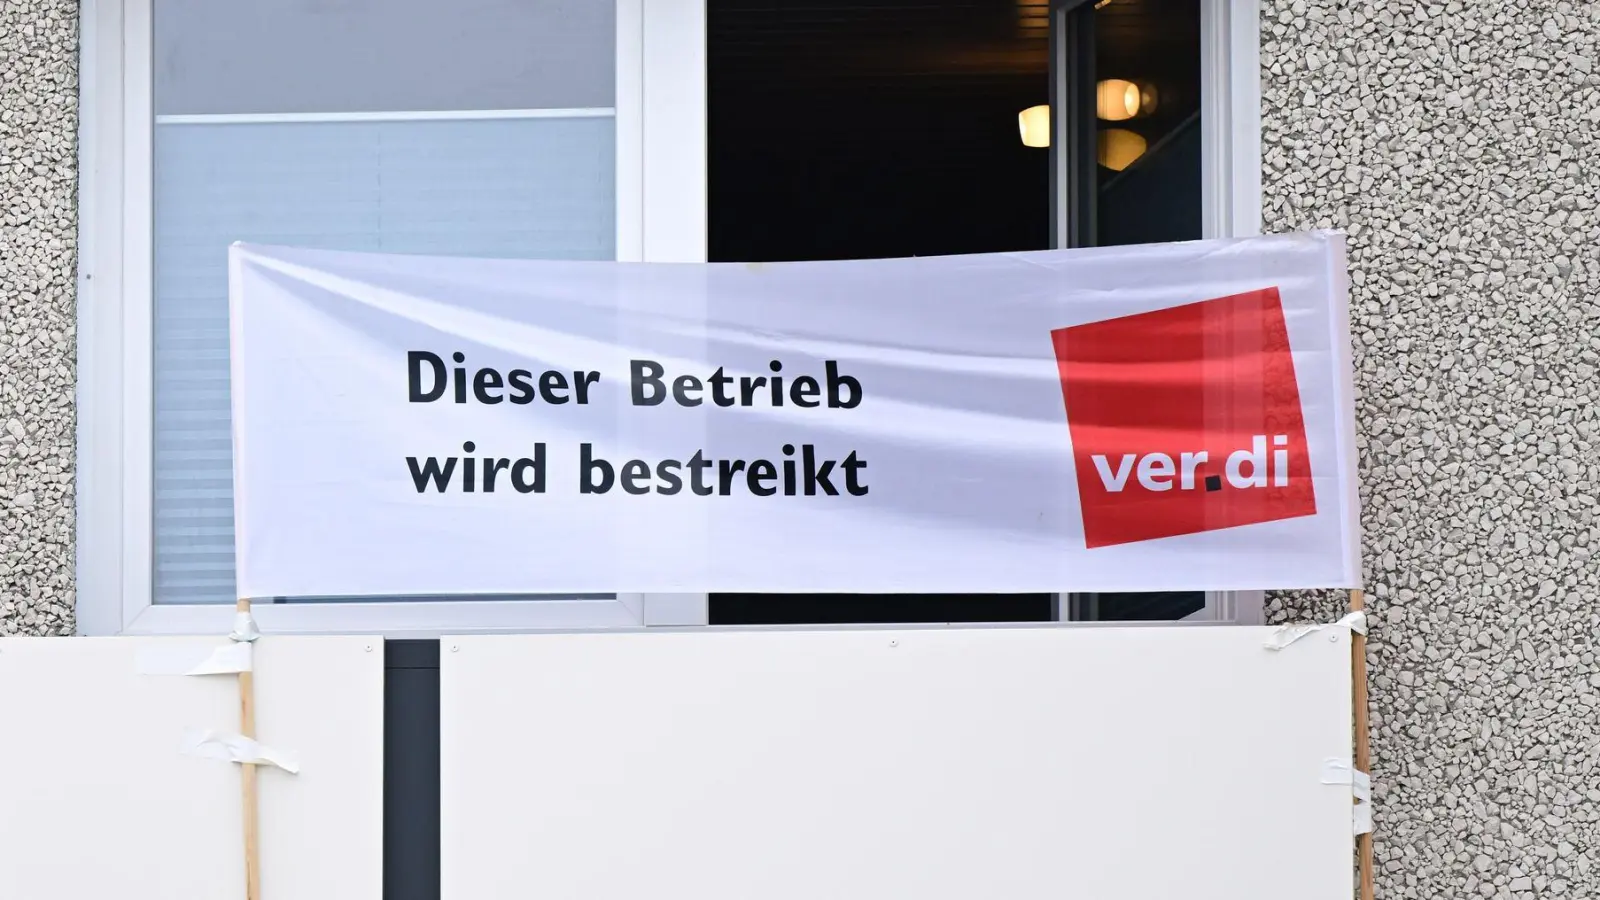 Dieser Betrieb
wird bestreikt
ver.di